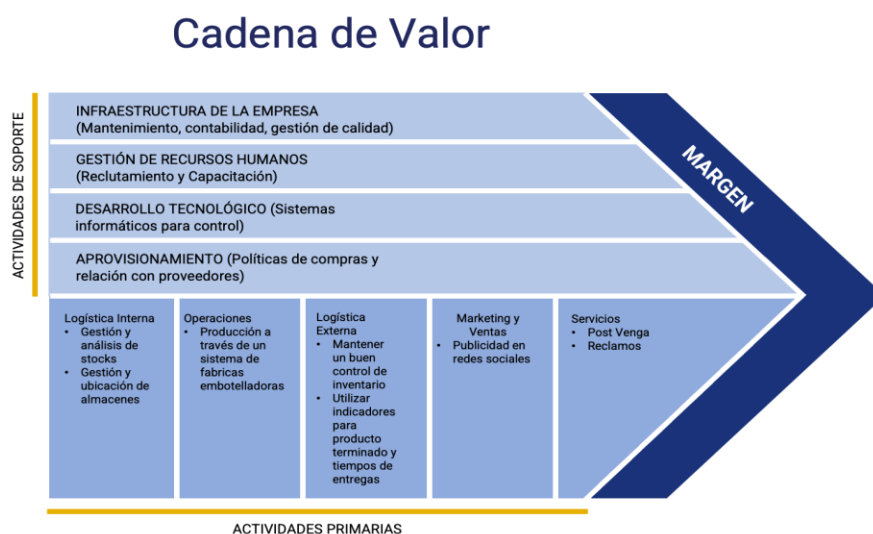 Cadena de Valor
ACTIVIDADES DE SOPORTE
INFRAESTRUCTURA DE LA EMPRESA
(Mantenimiento, contabilidad, gestión de calidad)
GESTIÓN DE RECURSOS HUMANOS
(Reclutamiento y Capacitación)
DESARROLLO TECNOLÓGICO (Sistemas
informáticos para control)
APROVISIONAMIENTO (Políticas de compras y
relación con proveedores)
MARGEN
Logística Interna
• Gestión y
análisis de
stocks
• Gestión y
ubicación de
almacenes
Operaciones
• Producción a
través de un
sistema de
fabricas
embotelladoras
Logística
Externa
• Mantener
un buen
control de
inventario
• Utilizar
indicadores
para
producto
terminado y
tiempos de
entregas
Marketing y
Ventas
• Publicidad en
redes sociales
Servicios
• Post Venga
• Reclamos
ACTIVIDADES PRIMARIAS